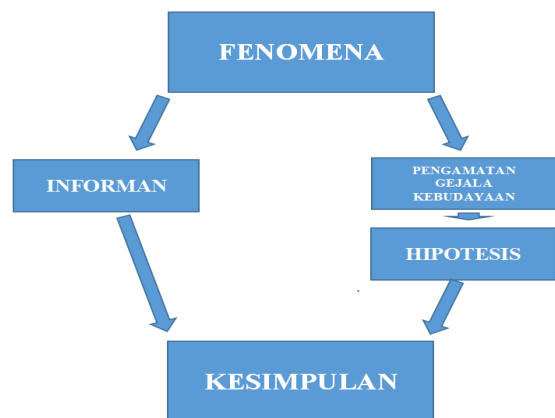 FENOMENA
INFORMAN
PENGAMATAN
GEJALA
KEBUDAYAAN
HIPOTESIS
KESIMPULAN